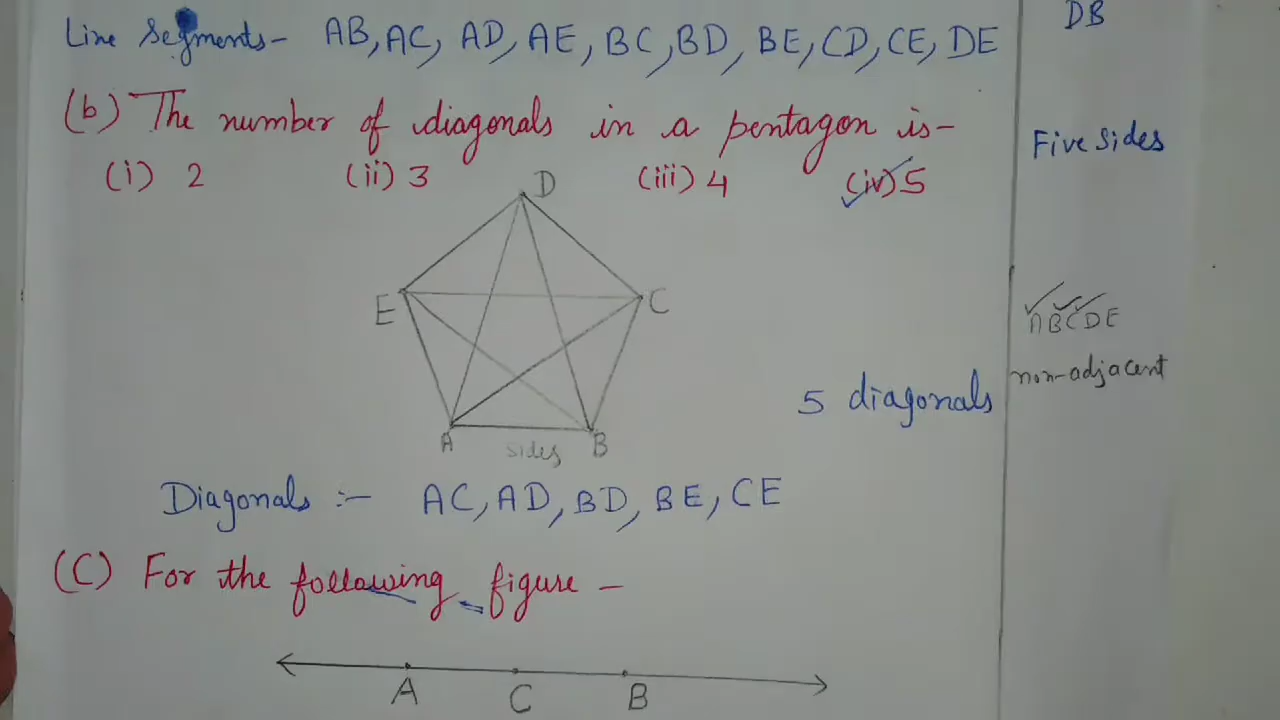 Line Segments- AB, AC, AD, AE, BC, BD, BE, CD, CE, DE
DB
(b) The number of diagonals in a pentagon is-
Five Sides
(i) 2 (ii) 3 (iii) 4 (iv) 5
D
E
C
ABCDE
non-adjacent
5 diagonals
A
sides
B
Diagonals :- AC, AD, BD, BE, CE
(C) For the following figure -
A C B